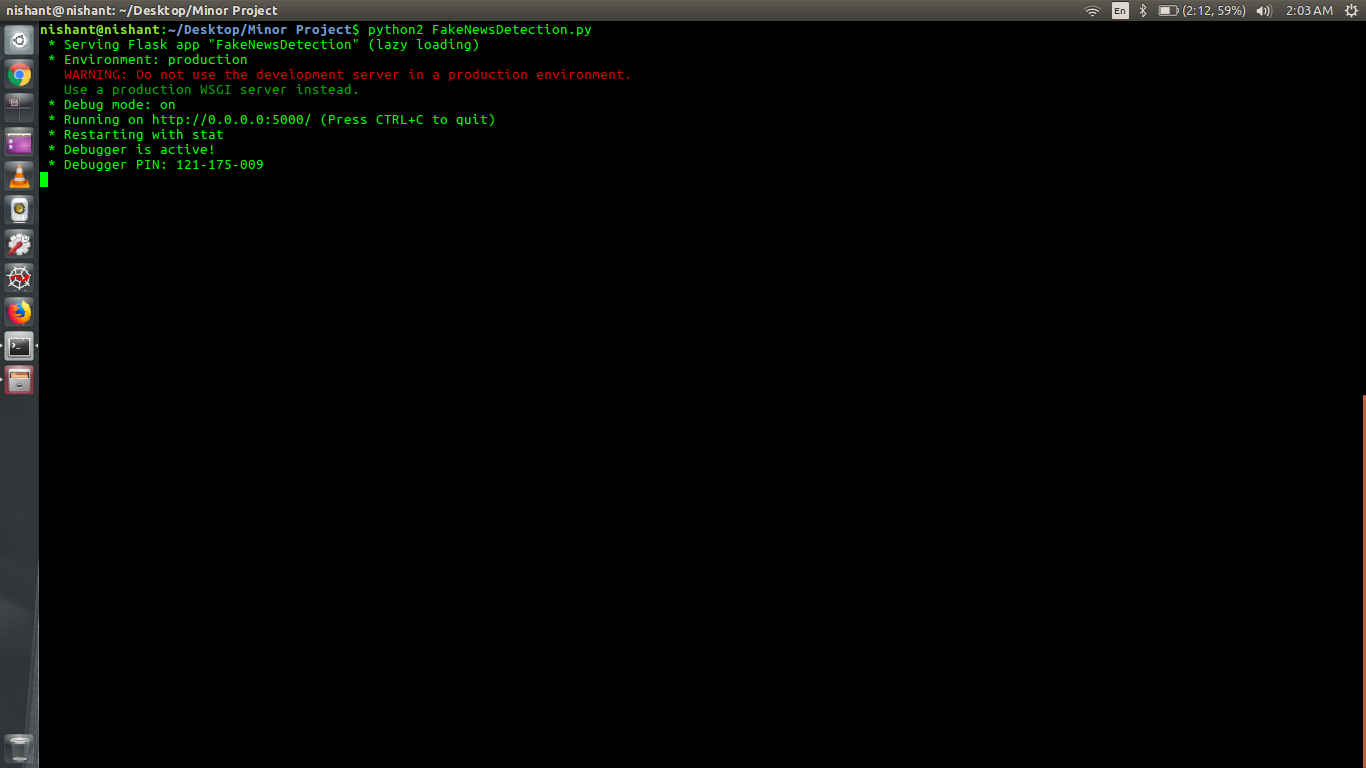 nishant@nishant: ~/Desktop/Minor Project
En
(2:12, 59%)
2:03 AM
nishant@nishant:~/Desktop/Minor Project$ python2 FakeNewsDetection.py
 * Serving Flask app "FakeNewsDetection" (lazy loading)
 * Environment: production
   WARNING: Do not use the development server in a production environment.
   Use a production WSGI server instead.
 * Debug mode: on
 * Running on http://0.0.0.0:5000/ (Press CTRL+C to quit)
 * Restarting with stat
 * Debugger is active!
 * Debugger PIN: 121-175-009